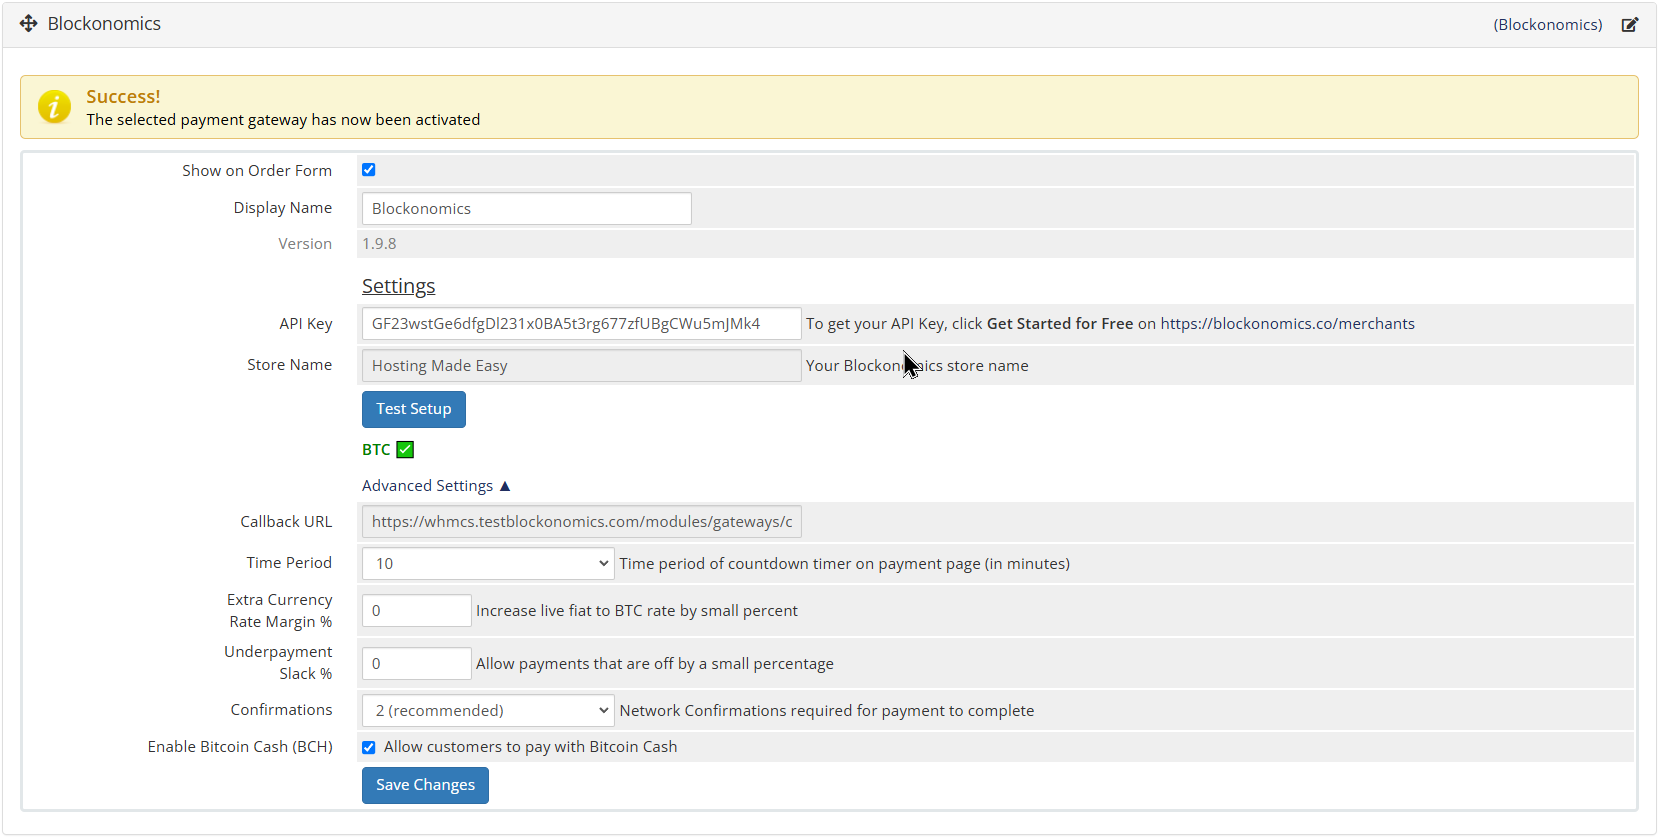 Blockonomics
(Blockonomics)
Success!
The selected payment gateway has now been activated
Show on Order Form
Display Name
Blockonomics
Version
1.9.8
Settings
API Key
GF23wstGe6dfgDl231x0BA5t3rg677zfUBgCWu5mJMk4
To get your API Key, click Get Started for Free on https://blockonomics.co/merchants
Store Name
Hosting Made Easy
Your Blockonomics store name
Test Setup
BTC
Advanced Settings ▲
Callback URL
https://whmcs.testblockonomics.com/modules/gateways/c
Time Period
10
Time period of countdown timer on payment page (in minutes)
Extra Currency
Rate Margin %
0
Increase live fiat to BTC rate by small percent
Underpayment
Slack %
0
Allow payments that are off by a small percentage
Confirmations
2 (recommended)
Network Confirmations required for payment to complete
Enable Bitcoin Cash (BCH)
Allow customers to pay with Bitcoin Cash
Save Changes